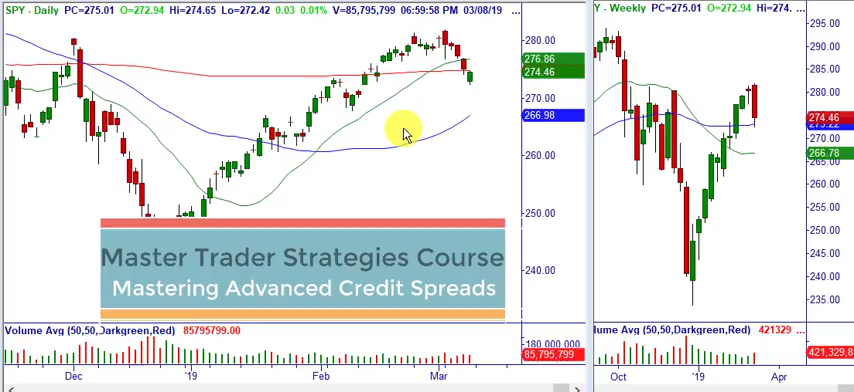 SPY - Daily PC=275.01 O=272.94 Hi=274.65 Lo=272.42 0.03 0.01% V=85,795,799 06:59:58 PM 03/08/19 ...
280.00
276.86
274.46
270.00
266.98
260.00
250.00
240.00
Master Trader Strategies Course
Mastering Advanced Credit Spreads
Volume Avg (50,50,Darkgreen,Red) 85795799.00
180 000 000
85,795,799
Dec '19 Feb Mar
Y - Weekly PC=275.01 O=272.94 Hi=274. ...
295.00
290.00
285.00
280.00
274.46
270.00
266.78
260.00
255.00
250.00
245.00
240.00
235.00
lume Avg (50,50,Darkgreen,Red) 421329 ...
421,329,8
Oct '19 Apr